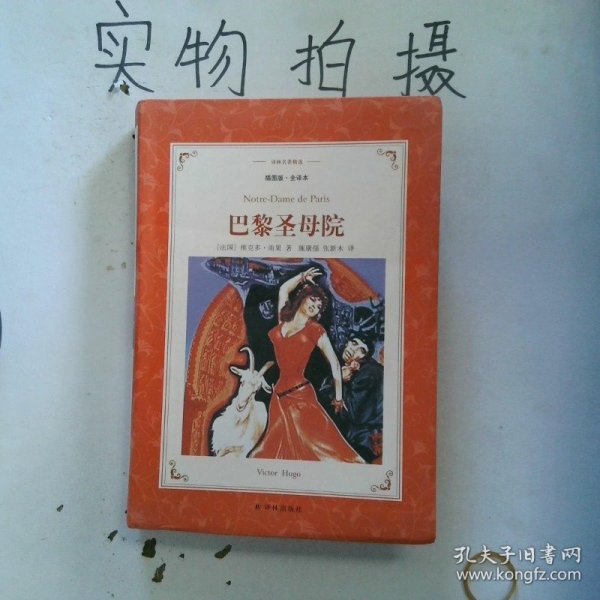 实物拍摄
译林名著精选
插图版·全译本
Notre-Dame de Paris
巴黎圣母院
[法国] 维克多·雨果 著 施康强 张新木 译
Victor Hugo
译林出版社
孔夫子旧书网
www.kongfz.com